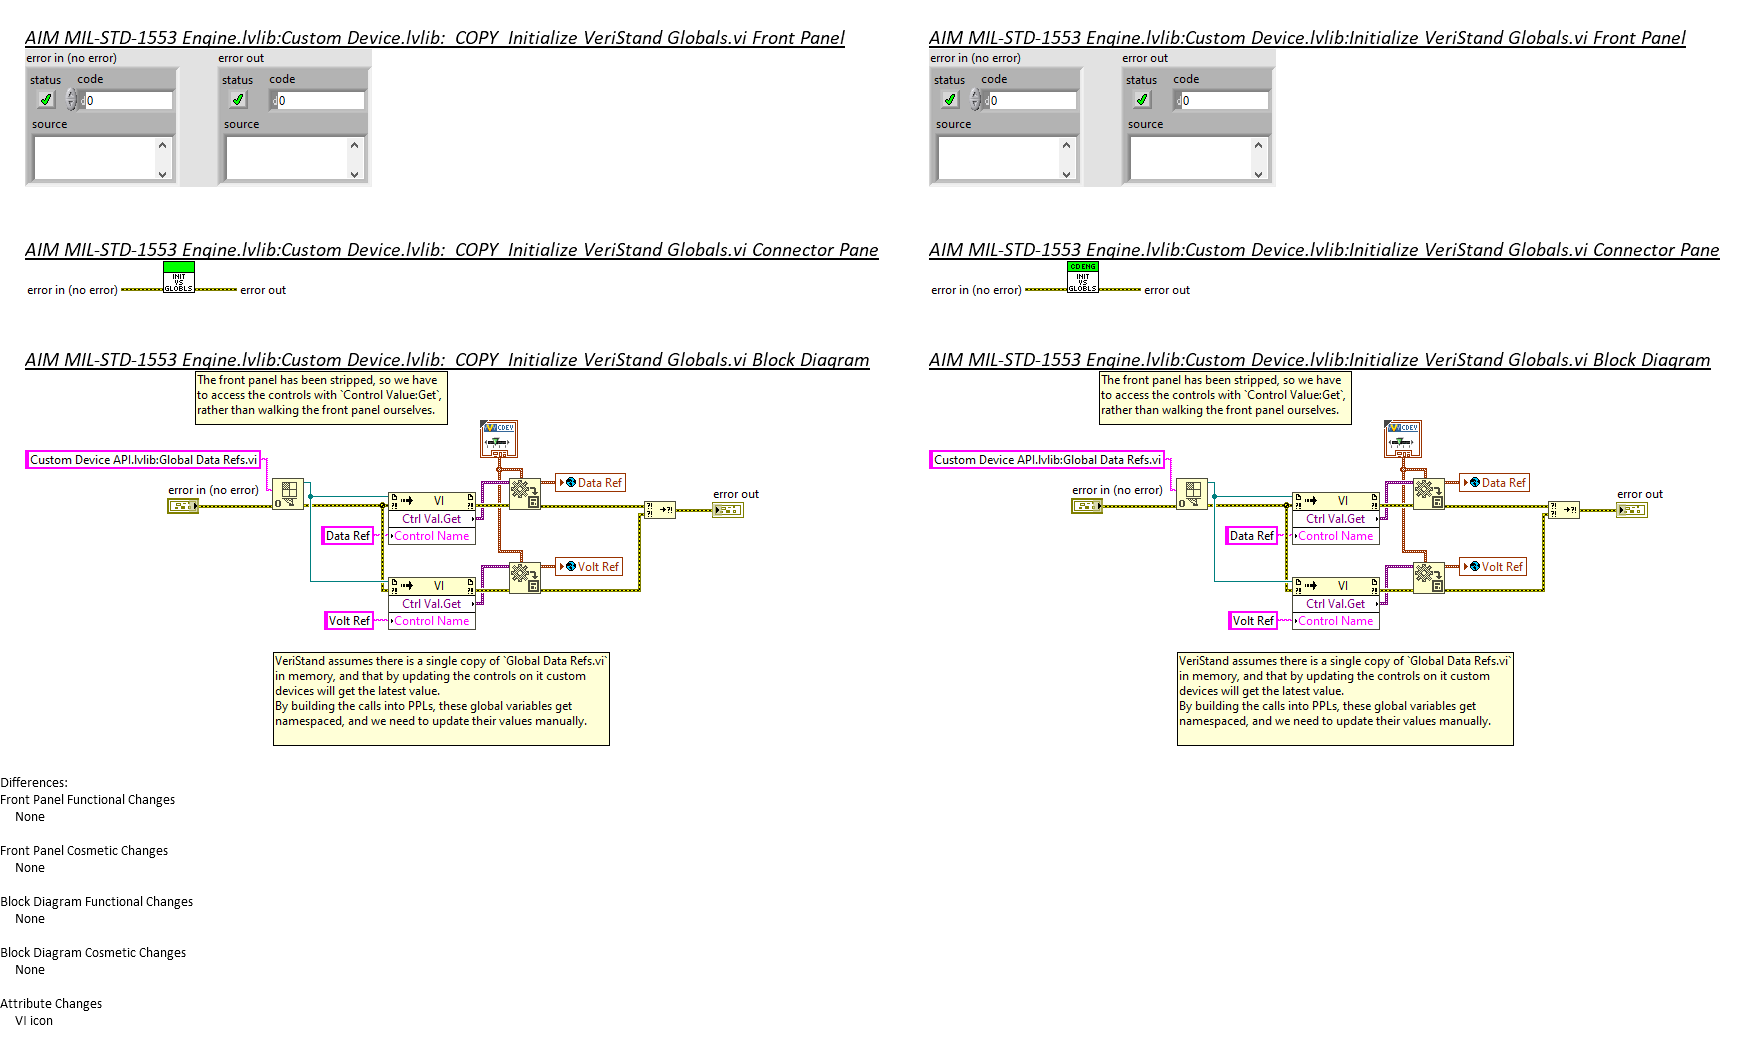 AIM MIL-STD-1553 Engine.lvlib:Custom Device.lvlib:  COPY  Initialize VeriStand Globals.vi Front Panel
error in (no error)
error out
status
code
0
source
status
code
0
source
AIM MIL-STD-1553 Engine.lvlib:Custom Device.lvlib:Initialize VeriStand Globals.vi Front Panel
error in (no error)
error out
status
code
0
source
status
code
0
source
AIM MIL-STD-1553 Engine.lvlib:Custom Device.lvlib:  COPY  Initialize VeriStand Globals.vi Connector Pane
INIT
VS
GLOBLS
error in (no error)
error out
AIM MIL-STD-1553 Engine.lvlib:Custom Device.lvlib:Initialize VeriStand Globals.vi Connector Pane
CD ENG
INIT
VS
GLOBLS
error in (no error)
error out
AIM MIL-STD-1553 Engine.lvlib:Custom Device.lvlib:  COPY  Initialize VeriStand Globals.vi Block Diagram
The front panel has been stripped, so we have
to access the controls with `Control Value:Get`,
rather than walking the front panel ourselves.
CDEV
Custom Device API.lvlib:Global Data Refs.vi
error in (no error)
VI
Ctrl Val.Get
Control Name
Data Ref
Data Ref
error out
VI
Ctrl Val.Get
Control Name
Volt Ref
Volt Ref
VeriStand assumes there is a single copy of `Global Data Refs.vi`
in memory, and that by updating the controls on it custom
devices will get the latest value.
By building the calls into PPLs, these global variables get
namespaced, and we need to update their values manually.
AIM MIL-STD-1553 Engine.lvlib:Custom Device.lvlib:Initialize VeriStand Globals.vi Block Diagram
The front panel has been stripped, so we have
to access the controls with `Control Value:Get`,
rather than walking the front panel ourselves.
CDEV
Custom Device API.lvlib:Global Data Refs.vi
error in (no error)
VI
Ctrl Val.Get
Control Name
Data Ref
Data Ref
error out
VI
Ctrl Val.Get
Control Name
Volt Ref
Volt Ref
VeriStand assumes there is a single copy of `Global Data Refs.vi`
in memory, and that by updating the controls on it custom
devices will get the latest value.
By building the calls into PPLs, these global variables get
namespaced, and we need to update their values manually.
Differences:
Front Panel Functional Changes
None
Front Panel Cosmetic Changes
None
Block Diagram Functional Changes
None
Block Diagram Cosmetic Changes
None
Attribute Changes
VI icon